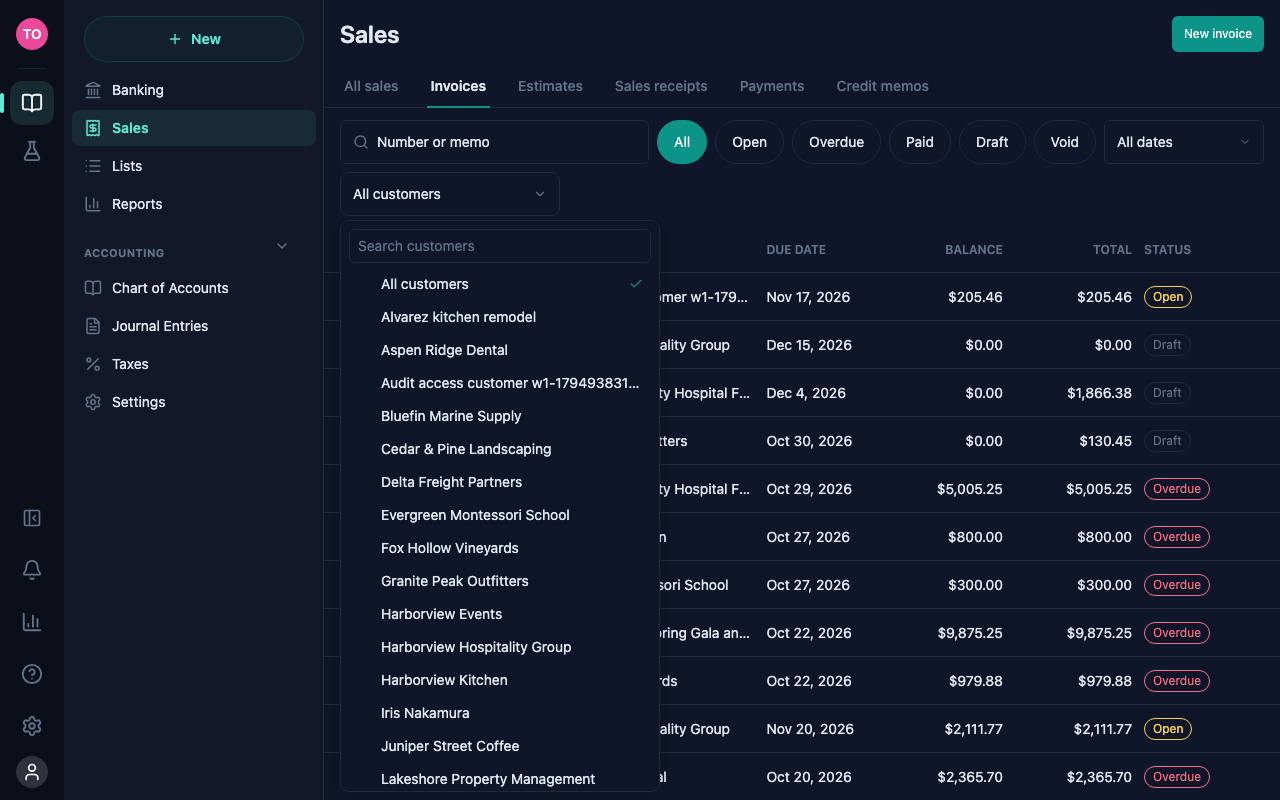 TO
New
Banking
Sales
Lists
Reports
ACCOUNTING
Chart of Accounts
Journal Entries
Taxes
Settings
Sales
New invoice
All sales
Invoices
Estimates
Sales receipts
Payments
Credit memos
Number or memo
All
Open
Overdue
Paid
Draft
Void
All dates
All customers
Search customers
All customers
Alvarez kitchen remodel
Aspen Ridge Dental
Audit access customer w1-179493831...
Bluefin Marine Supply
Cedar & Pine Landscaping
Delta Freight Partners
Evergreen Montessori School
Fox Hollow Vineyards
Granite Peak Outfitters
Harborview Events
Harborview Hospitality Group
Harborview Kitchen
Iris Nakamura
Juniper Street Coffee
Lakeshore Property Management
DUE DATE BALANCE TOTAL STATUS
omer w1-179... Nov 17, 2026 $205.46 $205.46 Open
ality Group Dec 15, 2026 $0.00 $0.00 Draft
ty Hospital F... Dec 4, 2026 $0.00 $1,866.38 Draft
tters Oct 30, 2026 $0.00 $130.45 Draft
ty Hospital F... Oct 29, 2026 $5,005.25 $5,005.25 Overdue
n Oct 27, 2026 $800.00 $800.00 Overdue
sori School Oct 27, 2026 $300.00 $300.00 Overdue
oring Gala an... Oct 22, 2026 $9,875.25 $9,875.25 Overdue
rds Oct 22, 2026 $979.88 $979.88 Overdue
ality Group Nov 20, 2026 $2,111.77 $2,111.77 Open
al Oct 20, 2026 $2,365.70 $2,365.70 Overdue